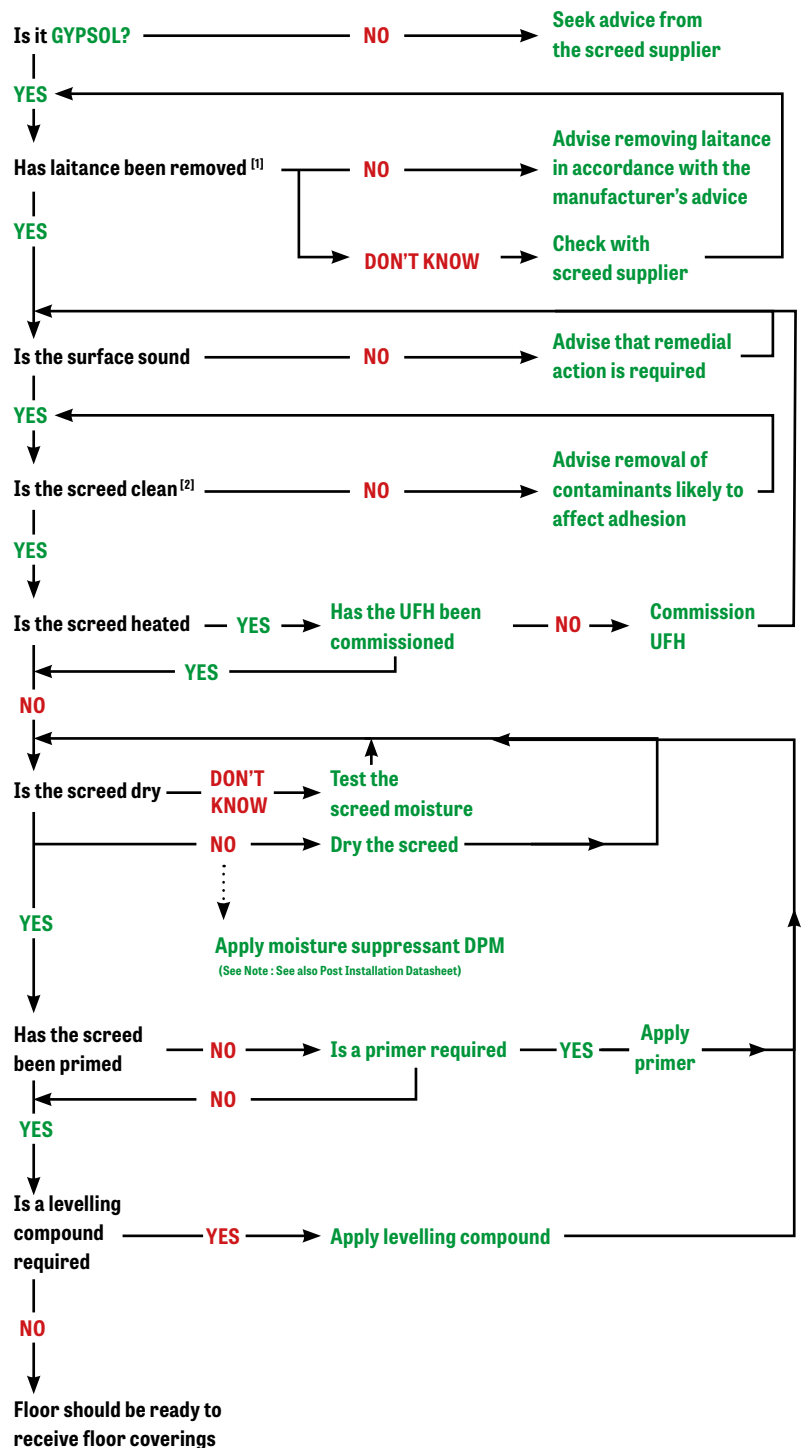 Is it GYPSOL?
NO
Seek advice from
the screed supplier
YES
Has laitance been removed [1]
NO
Advise removing laitance
in accordance with the
manufacturer's advice
YES
DON'T KNOW
Check with
screed supplier
Is the surface sound
NO
Advise that remedial
action is required
YES
Is the screed clean [2]
NO
Advise removal of
contaminants likely to
affect adhesion
YES
Is the screed heated
YES
Has the UFH been
commissioned
NO
Commission
UFH
YES
NO
Is the screed dry
DON'T
KNOW
Test the
screed moisture
NO
Dry the screed
YES
Apply moisture suppressant DPM
(See Note : See also Post Installation Datasheet)
Has the screed
been primed
NO
Is a primer required
YES
Apply
primer
NO
YES
Is a levelling
compound
required
YES
Apply levelling compound
NO
Floor should be ready to
receive floor coverings